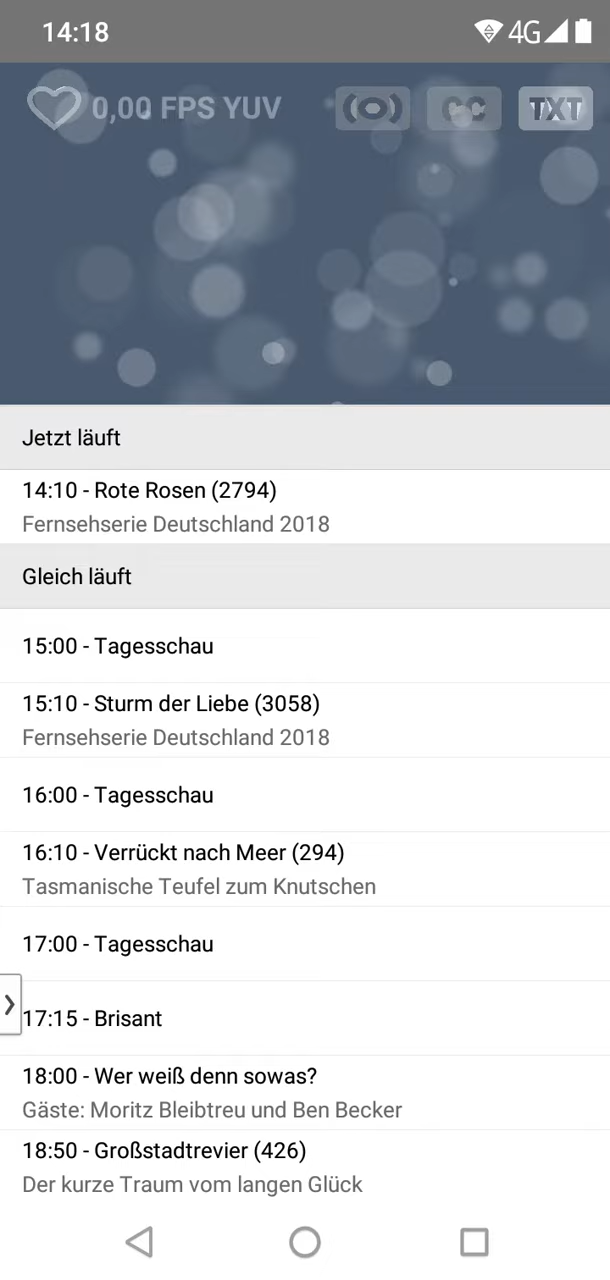 14:18
4G
0,00 FPS YUV
CC
TXT
Jetzt läuft
14:10 - Rote Rosen (2794)
Fernsehserie Deutschland 2018
Gleich läuft
15:00 - Tagesschau
15:10 - Sturm der Liebe (3058)
Fernsehserie Deutschland 2018
16:00 - Tagesschau
16:10 - Verrückt nach Meer (294)
Tasmanische Teufel zum Knutschen
17:00 - Tagesschau
17:15 - Brisant
18:00 - Wer weiß denn sowas?
Gäste: Moritz Bleibtreu und Ben Becker
18:50 - Großstadtrevier (426)
Der kurze Traum vom langen Glück